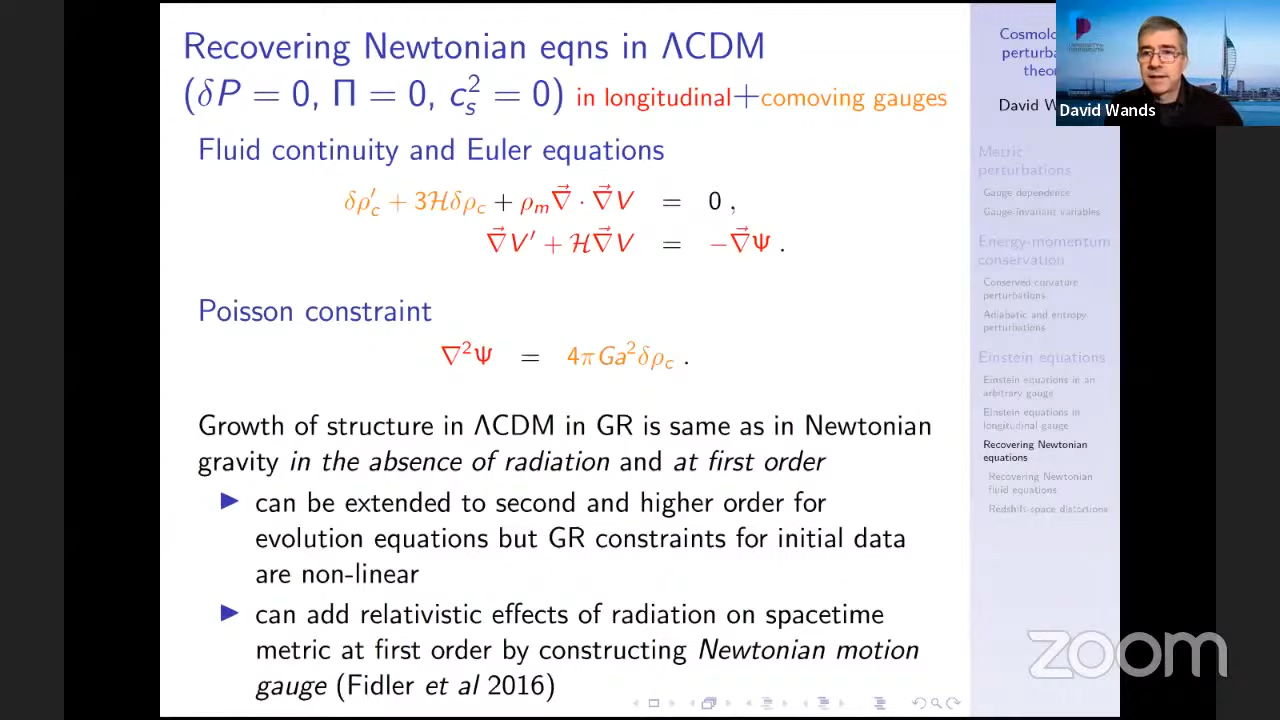 Recovering Newtonian eqns in ΛCDM
(δP = 0, Π = 0, c_s^2 = 0) in longitudinal+comoving gauges
Fluid continuity and Euler equations
δρ_c′ + 3ℋδρ_c + ρ_m ∇⃗ · ∇⃗V = 0 ,
∇⃗V′ + ℋ∇⃗V = −∇⃗Ψ .
Poisson constraint
∇²Ψ = 4πGa²δρ_c .
Growth of structure in ΛCDM in GR is same as in Newtonian
gravity in the absence of radiation and at first order
▶ can be extended to second and higher order for
evolution equations but GR constraints for initial data
are non-linear
▶ can add relativistic effects of radiation on spacetime
metric at first order by constructing Newtonian motion
gauge (Fidler et al 2016)
Cosmolo
perturba
theo
David W
David Wands
Metric
perturbations
Gauge dependence
Gauge-invariant variables
Energy-momentum
conservation
Conserved curvature
perturbations
Adiabatic and entropy
perturbations
Einstein equations
Einstein equations in an
arbitrary gauge
Einstein equations in
longitudinal gauge
Recovering Newtonian
equations
Recovering Newtonian
fluid equations
Redshift-space distortions
zoom